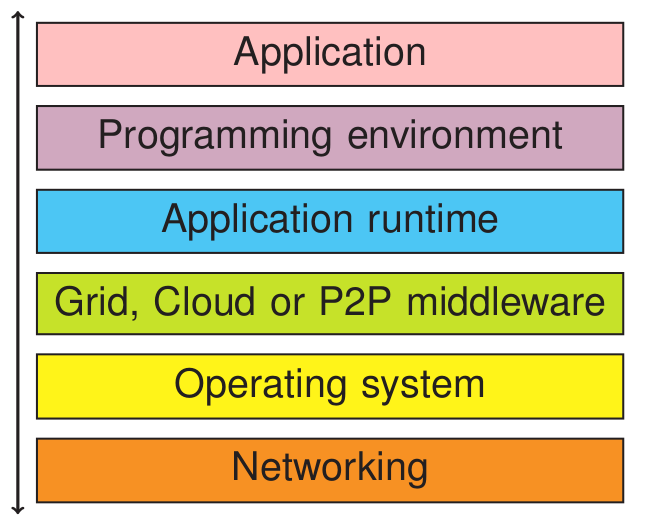 Application
Programming environment
Application runtime
Grid, Cloud or P2P middleware
Operating system
Networking